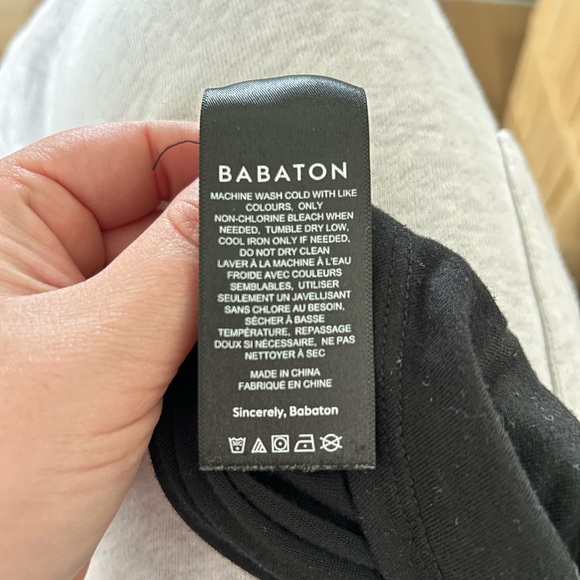 BABATON
MACHINE WASH COLD WITH LIKE
COLOURS, ONLY
NON-CHLORINE BLEACH WHEN
NEEDED, TUMBLE DRY LOW,
COOL IRON ONLY IF NEEDED,
DO NOT DRY CLEAN
LAVER À LA MACHINE À L'EAU
FROIDE AVEC COULEURS
SEMBLABLES, UTILISER
SEULEMENT UN JAVELLISANT
SANS CHLORE AU BESOIN,
SÉCHER À BASSE
TEMPÉRATURE, REPASSAGE
DOUX SI NÉCESSAIRE, NE PAS
NETTOYER À SEC
MADE IN CHINA
FABRIQUÉ EN CHINE
Sincerely, Babaton